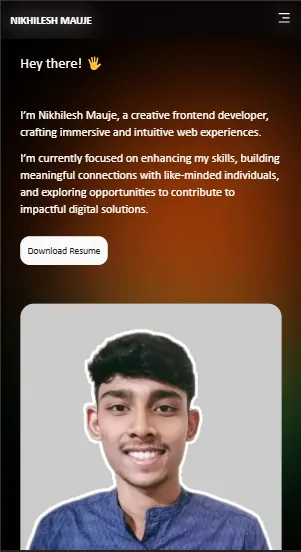 NIKHILESH MAUJE
Hey there! 🖐
I'm Nikhilesh Mauje, a creative frontend developer,
crafting immersive and intuitive web experiences.
I'm currently focused on enhancing my skills, building
meaningful connections with like-minded individuals,
and exploring opportunities to contribute to
impactful digital solutions.
Download Resume